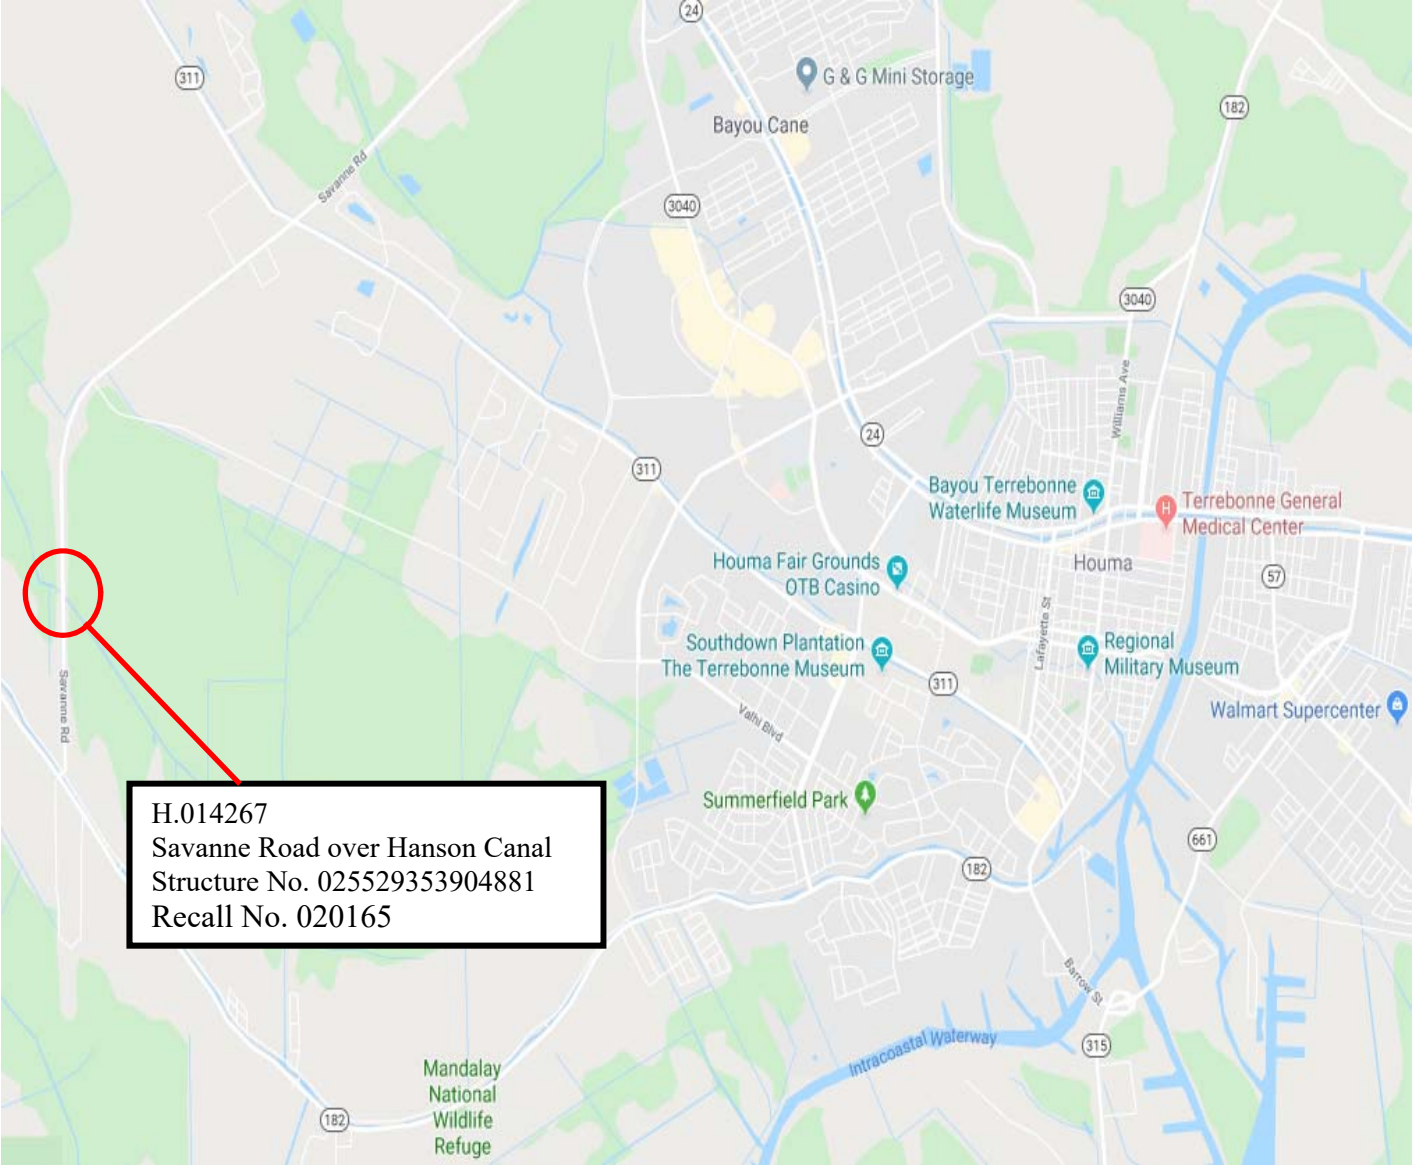 24
311
G & G Mini Storage
182
Bayou Cane
Savanne Rd
3040
3040
Williams Ave
24
311
Bayou Terrebonne
Waterlife Museum
Terrebonne General
Medical Center
H
Houma Fair Grounds
OTB Casino
Houma
57
Lafayette St
Southdown Plantation
The Terrebonne Museum
Regional
Military Museum
311
Savanne Rd
Valhi Blvd
Walmart Supercenter
Summerfield Park
H.014267
Savanne Road over Hanson Canal
Structure No. 025529353904881
Recall No. 020165
661
182
Barrow St
Intracoastal Waterway
315
Mandalay
National
Wildlife
Refuge
182